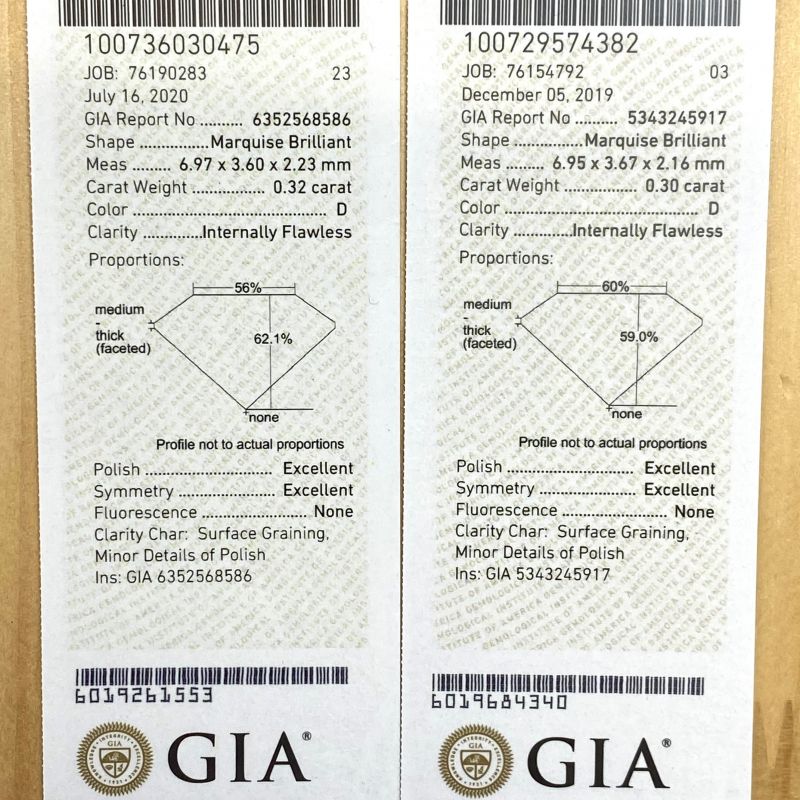 100736030475
JOB: 76190283 23
July 16, 2020
GIA Report No .......... 6352568586
Shape ................Marquise Brilliant
Meas ......... 6.97 x 3.60 x 2.23 mm
Carat Weight ................ 0.32 carat
Color ........................................... D
Clarity .............Internally Flawless
Proportions:
56%
medium
-
thick
(faceted)
62.1%
none
Profile not to actual proportions
Polish ............................ Excellent
Symmetry ...................... Excellent
Fluorescence ........................ None
Clarity Char: Surface Graining,
Minor Details of Polish
Ins: GIA 6352568586
6019261553
GIA
GIA®
100729574382
JOB: 76154792 03
December 05, 2019
GIA Report No .......... 5343245917
Shape ................Marquise Brilliant
Meas ......... 6.95 x 3.67 x 2.16 mm
Carat Weight ................ 0.30 carat
Color ........................................... D
Clarity .............Internally Flawless
Proportions:
60%
medium
-
thick
(faceted)
59.0%
none
Profile not to actual proportions
Polish ............................ Excellent
Symmetry ...................... Excellent
Fluorescence ........................ None
Clarity Char: Surface Graining,
Minor Details of Polish
Ins: GIA 5343245917
6019684340
GIA
GIA®